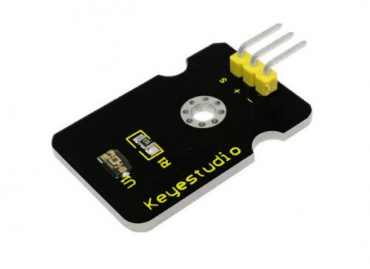 S + -
R1
U1
Keyestudio